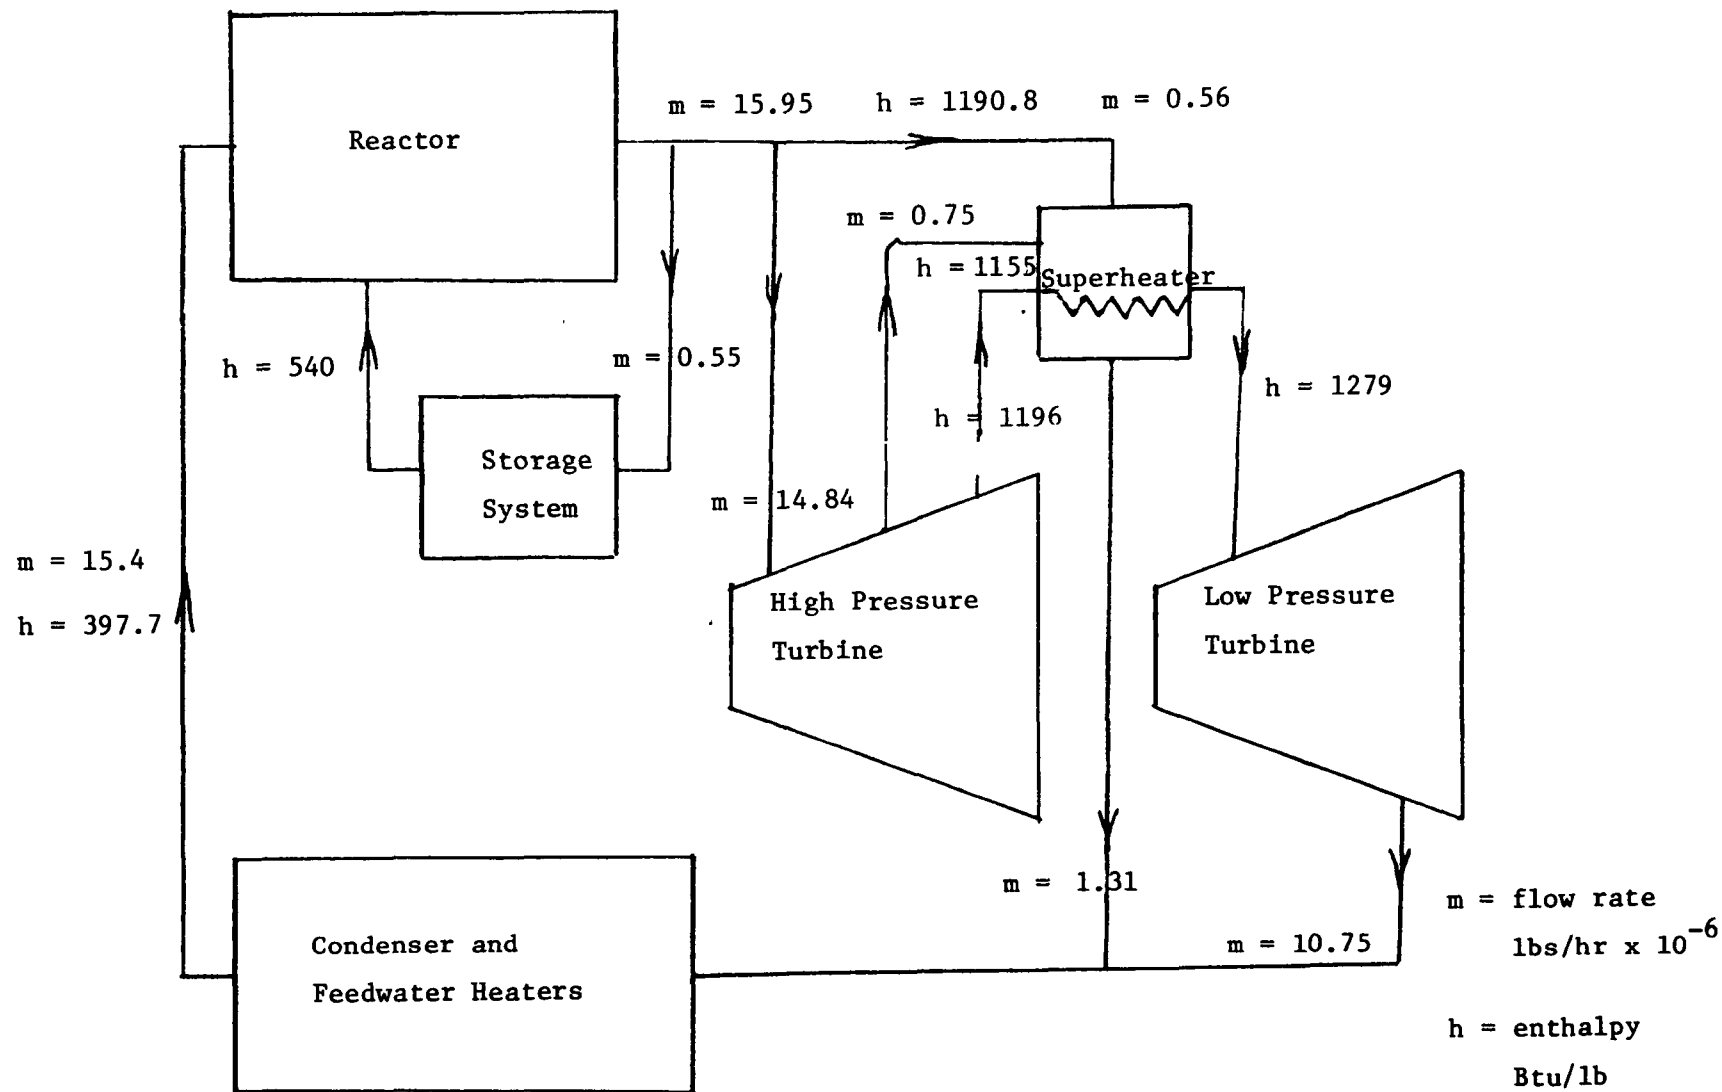 m = 15.95 h = 1190.8 m = 0.56
Reactor
m = 0.75
h = 1155
Superheater
h = 540
m = 0.55
h = 1279
h = 1196
Storage
System
m = 14.84
m = 15.4
h = 397.7
High Pressure
Turbine
Low Pressure
Turbine
m = 1.31
m = 10.75
Condenser and
Feedwater Heaters
m = flow rate
lbs/hr x 10⁻⁶
h = enthalpy
Btu/lb